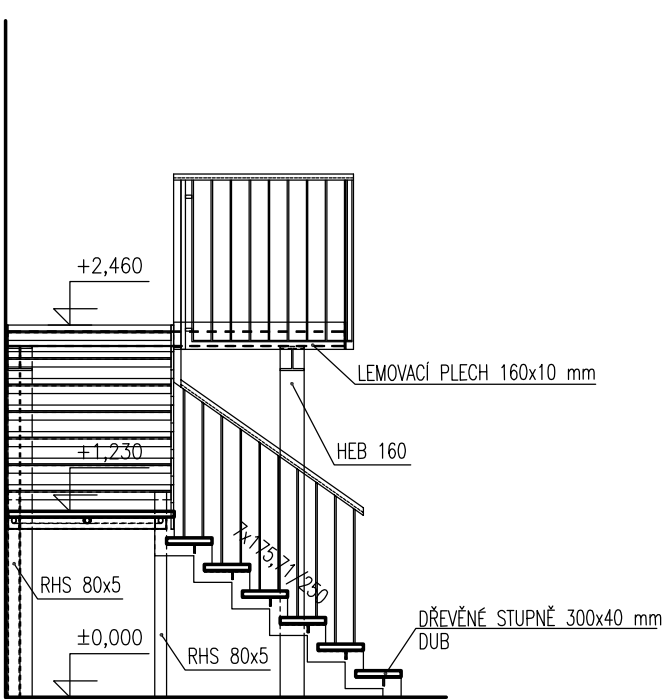 +2,460
LEMOVACÍ PLECH 160x10 mm
HEB 160
+1,230
7x175,71/250
RHS 80x5
DŘEVĚNÉ STUPNĚ 300x40 mm
DUB
±0,000
RHS 80x5